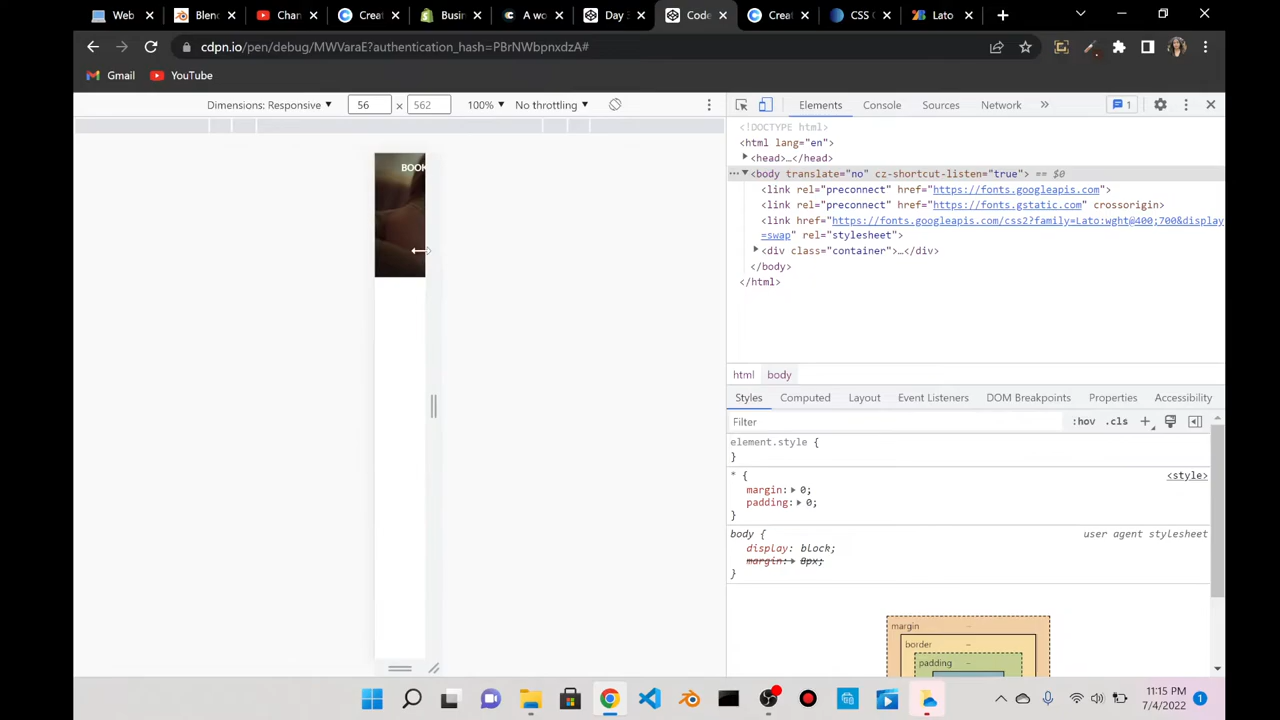 Web
Blenc
Chan
Creat
Busin
A wo
Day 3
Code
Crea
CSS G
Lato
cdpn.io/pen/debug/MWVaraE?authentication_hash=PBrNWbpnxdzA#
Gmail
YouTube
Dimensions: Responsive
56 × 562
100%
No throttling
Elements
Console
Sources
Network
1
<!DOCTYPE html>
<html lang="en">
<head>…</head>
<body translate="no" cz-shortcut-listen="true"> == $0
<link rel="preconnect" href="https://fonts.googleapis.com">
<link rel="preconnect" href="https://fonts.gstatic.com" crossorigin>
<link href="https://fonts.googleapis.com/css2?family=Lato:wght@400;700&display
=swap" rel="stylesheet">
<div class="container">…</div>
</body>
</html>
BOOK
html body
Styles
Computed
Layout
Event Listeners
DOM Breakpoints
Properties
Accessibility
Filter
:hov .cls
element.style {
}
* {
<style>
margin: 0;
padding: 0;
}
body {
user agent stylesheet
display: block;
margin: 8px;
}
margin –
border –
padding –
11:15 PM
7/4/2022
1